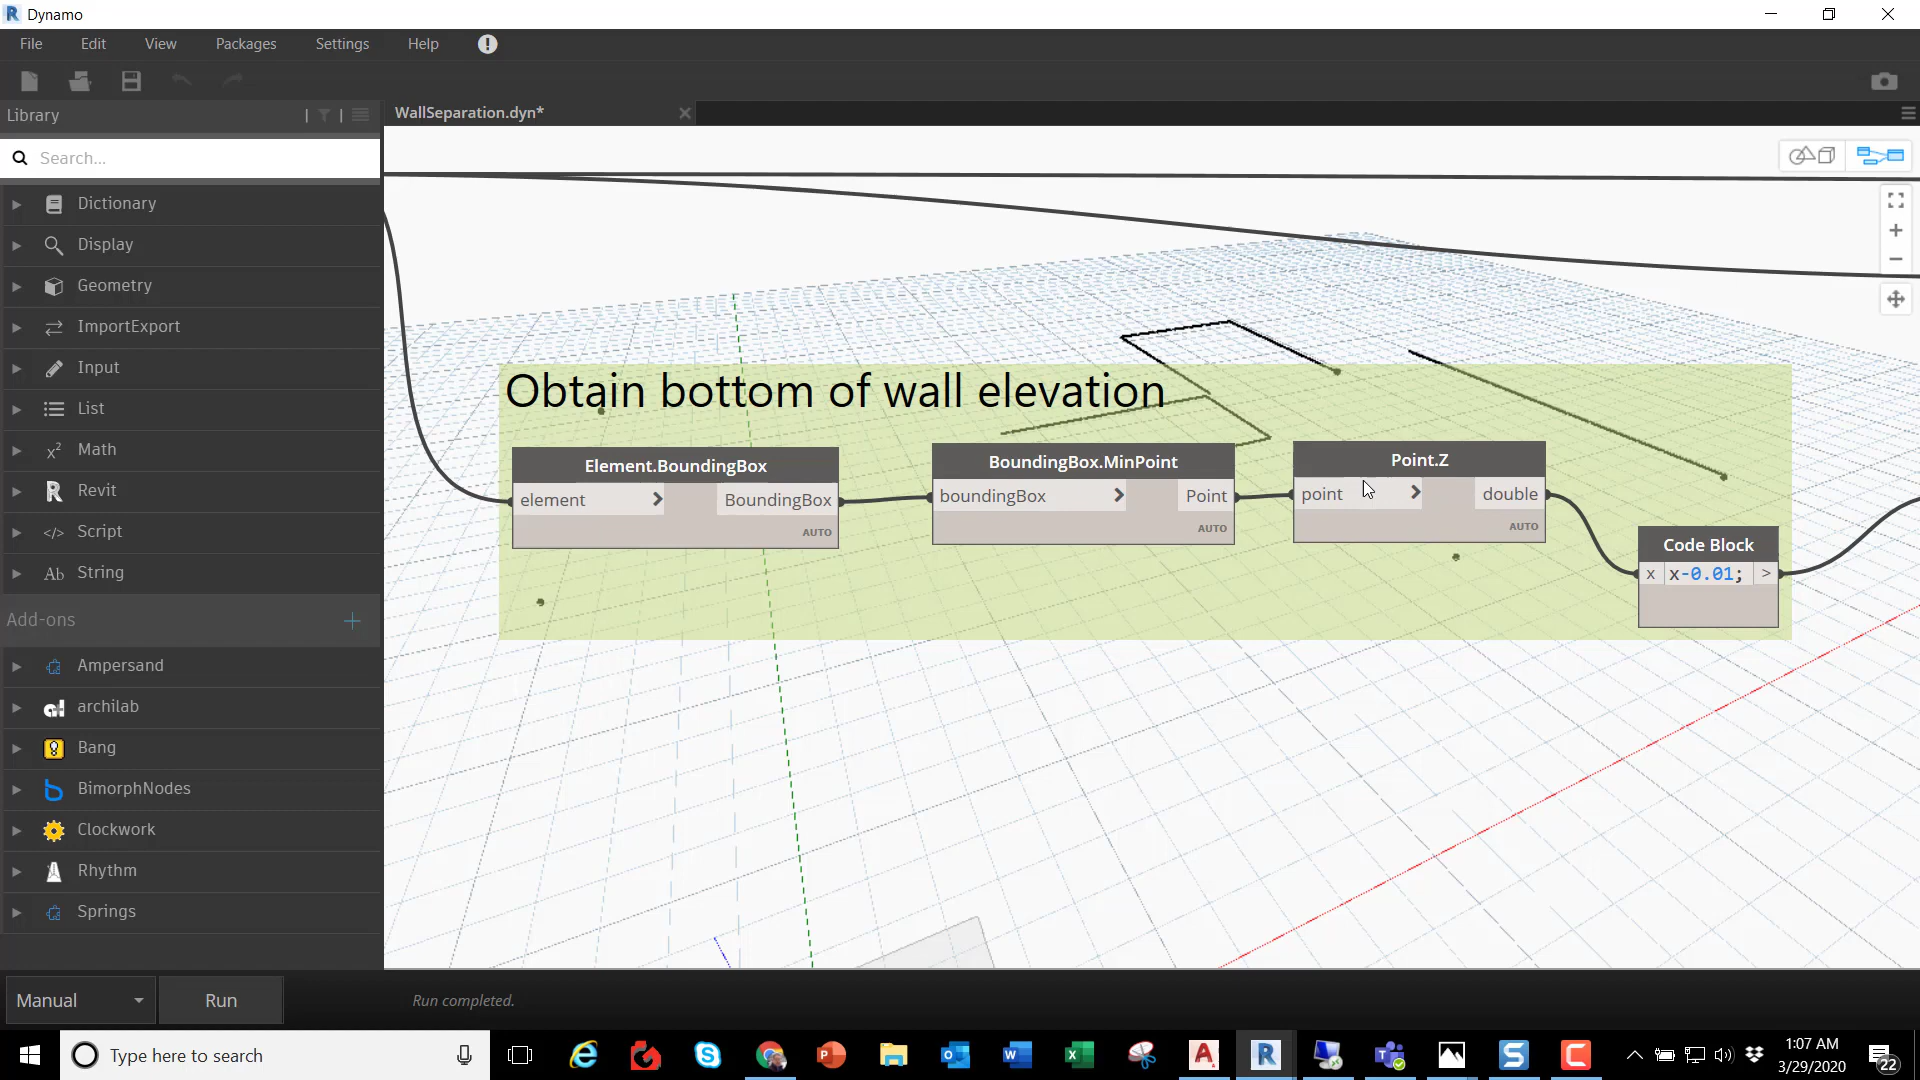 Dynamo
File Edit View Packages Settings Help
Library
WallSeparation.dyn*
Search...
Dictionary
Display
Geometry
ImportExport
Input
List
Math
Revit
Script
String
Add-ons
Ampersand
archilab
Bang
BimorphNodes
Clockwork
Rhythm
Springs
Obtain bottom of wall elevation
Element.BoundingBox
element > BoundingBox
AUTO
BoundingBox.MinPoint
boundingBox > Point
AUTO
Point.Z
point > double
AUTO
Code Block
x x-0.01; >
Manual Run Run completed.
Type here to search
1:07 AM
3/29/2020
22